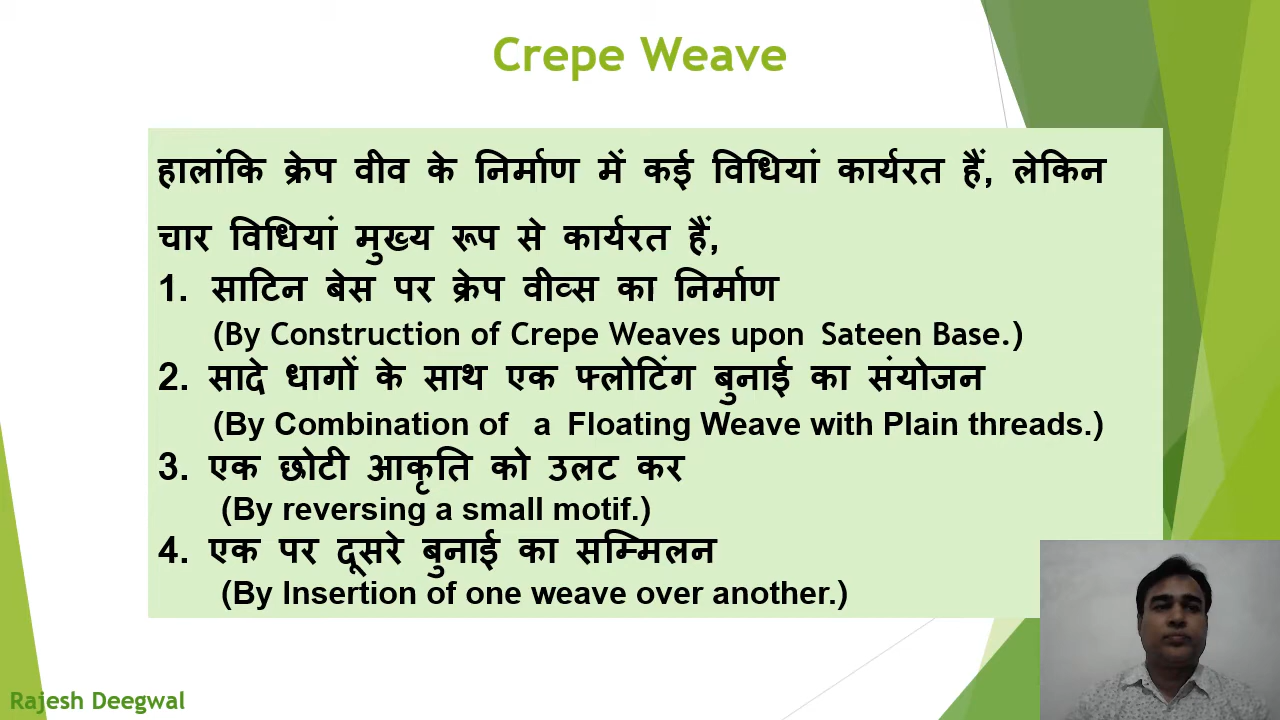 Crepe Weave
हालांकि क्रेप वीव के निर्माण में कई विधियां कार्यरत हैं, लेकिन
चार विधियां मुख्य रूप से कार्यरत हैं,
1. साटिन बेस पर क्रेप वीव्स का निर्माण
(By Construction of Crepe Weaves upon Sateen Base.)
2. सादे धागों के साथ एक फ्लोटिंग बुनाई का संयोजन
(By Combination of a Floating Weave with Plain threads.)
3. एक छोटी आकृति को उलट कर
(By reversing a small motif.)
4. एक पर दूसरे बुनाई का सम्मिलन
(By Insertion of one weave over another.)
Rajesh Deegwal